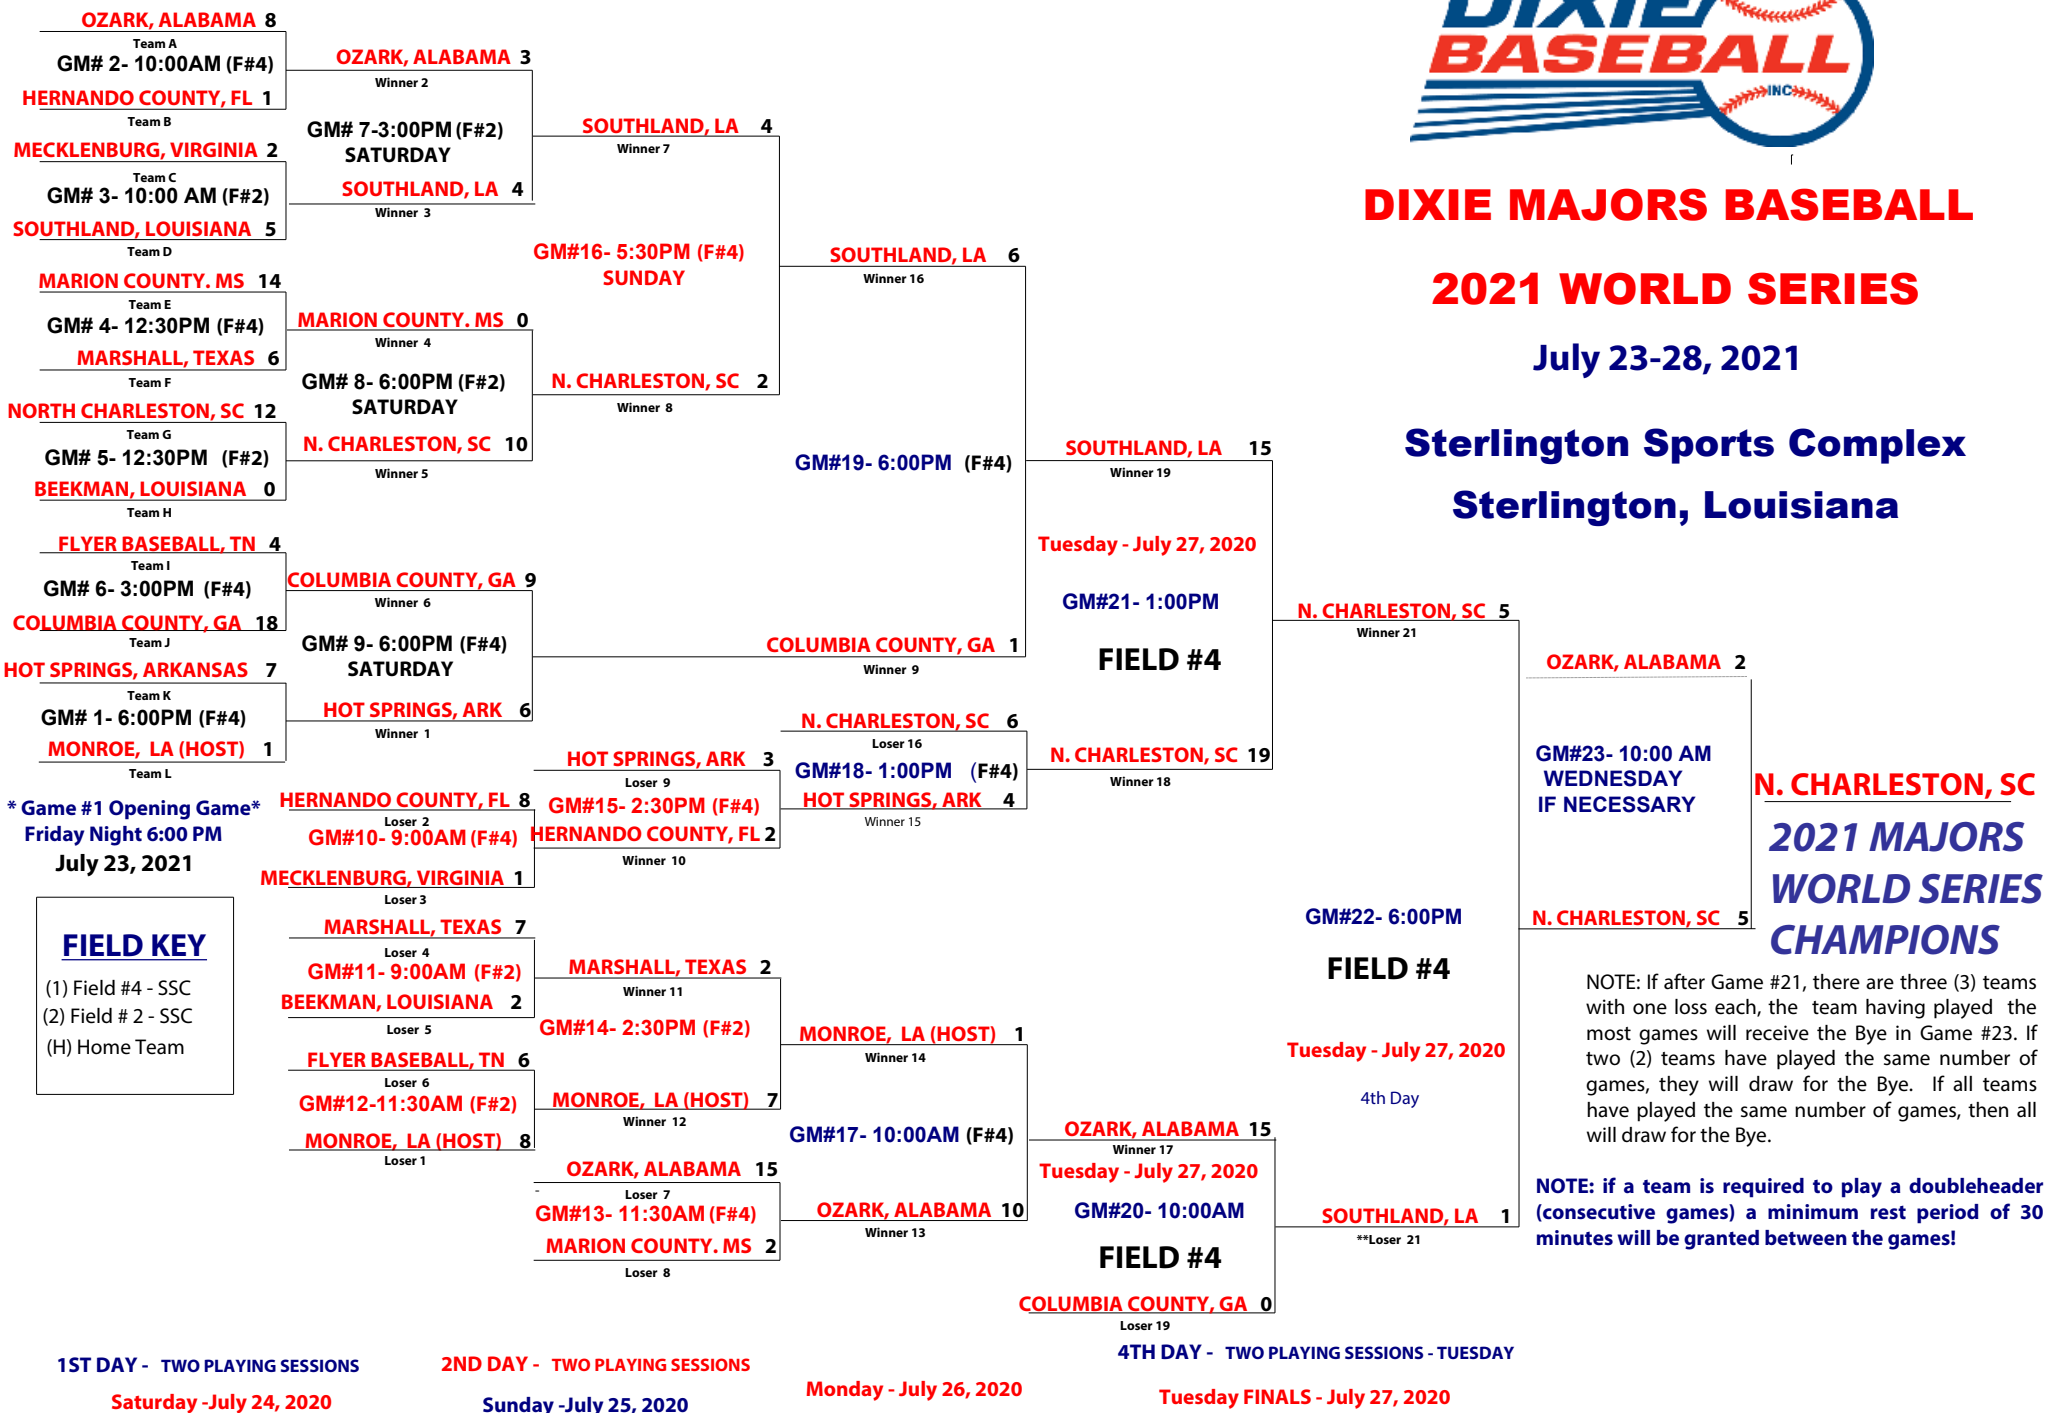 OZARK, ALABAMA 8
Team A
GM# 2- 10:00AM (F#4)
HERNANDO COUNTY, FL 1
Team B
MECKLENBURG, VIRGINIA 2
Team C
GM# 3- 10:00 AM (F#2)
SOUTHLAND, LOUISIANA 5
Team D
MARION COUNTY. MS 14
Team E
GM# 4- 12:30PM (F#4)
MARSHALL, TEXAS 6
Team F
NORTH CHARLESTON, SC 12
Team G
GM# 5- 12:30PM (F#2)
BEEKMAN, LOUISIANA 0
Team H
FLYER BASEBALL, TN 4
Team I
GM# 6- 3:00PM (F#4)
COLUMBIA COUNTY, GA 18
Team J
HOT SPRINGS, ARKANSAS 7
Team K
GM# 1- 6:00PM (F#4)
MONROE, LA (HOST) 1
Team L
* Game #1 Opening Game*
Friday Night 6:00 PM
July 23, 2021
FIELD KEY
(1) Field #4 - SSC
(2) Field # 2 - SSC
(H) Home Team
OZARK, ALABAMA 3
Winner 2
GM# 7-3:00PM (F#2)
SATURDAY
SOUTHLAND, LA 4
Winner 3
MARION COUNTY. MS 0
Winner 4
GM# 8- 6:00PM (F#2)
SATURDAY
N. CHARLESTON, SC 10
Winner 5
COLUMBIA COUNTY, GA 9
Winner 6
GM# 9- 6:00PM (F#4)
SATURDAY
HOT SPRINGS, ARK 6
Winner 1
HERNANDO COUNTY, FL 8
Loser 2
GM#10- 9:00AM (F#4)
MECKLENBURG, VIRGINIA 1
Loser 3
MARSHALL, TEXAS 7
Loser 4
GM#11- 9:00AM (F#2)
BEEKMAN, LOUISIANA 2
Loser 5
FLYER BASEBALL, TN 6
Loser 6
GM#12-11:30AM (F#2)
MONROE, LA (HOST) 8
Loser 1
SOUTHLAND, LA 4
Winner 7
GM#16- 5:30PM (F#4)
SUNDAY
N. CHARLESTON, SC 2
Winner 8
HOT SPRINGS, ARK 3
Loser 9
GM#15- 2:30PM (F#4)
HERNANDO COUNTY, FL 2
Winner 10
MARSHALL, TEXAS 2
Winner 11
GM#14- 2:30PM (F#2)
MONROE, LA (HOST) 7
Winner 12
OZARK, ALABAMA 15
Loser 7
GM#13- 11:30AM (F#4)
MARION COUNTY. MS 2
Loser 8
SOUTHLAND, LA 6
Winner 16
GM#19- 6:00PM (F#4)
COLUMBIA COUNTY, GA 1
Winner 9
N. CHARLESTON, SC 6
Loser 16
GM#18- 1:00PM (F#4)
HOT SPRINGS, ARK 4
Winner 15
MONROE, LA (HOST) 1
Winner 14
GM#17- 10:00AM (F#4)
OZARK, ALABAMA 10
Winner 13
SOUTHLAND, LA 15
Winner 19
Tuesday - July 27, 2020
GM#21- 1:00PM
FIELD #4
N. CHARLESTON, SC 19
Winner 18
OZARK, ALABAMA 15
Winner 17
Tuesday - July 27, 2020
GM#20- 10:00AM
FIELD #4
COLUMBIA COUNTY, GA 0
Loser 19
N. CHARLESTON, SC 5
Winner 21
GM#22- 6:00PM
FIELD #4
Tuesday - July 27, 2020
4th Day
SOUTHLAND, LA 1
**Loser 21
OZARK, ALABAMA 2
GM#23- 10:00 AM
WEDNESDAY
IF NECESSARY
N. CHARLESTON, SC 5
N. CHARLESTON, SC
2021 MAJORS
WORLD SERIES
CHAMPIONS
DIXIE
BASEBALL
INC
DIXIE MAJORS BASEBALL
2021 WORLD SERIES
July 23-28, 2021
Sterlington Sports Complex
Sterlington, Louisiana
NOTE: If after Game #21, there are three (3) teams
with one loss each, the team having played the
most games will receive the Bye in Game #23. If
two (2) teams have played the same number of
games, they will draw for the Bye. If all teams
have played the same number of games, then all
will draw for the Bye.
NOTE: if a team is required to play a doubleheader
(consecutive games) a minimum rest period of 30
minutes will be granted between the games!
1ST DAY - TWO PLAYING SESSIONS
Saturday -July 24, 2020
2ND DAY - TWO PLAYING SESSIONS
Sunday -July 25, 2020
Monday - July 26, 2020
4TH DAY - TWO PLAYING SESSIONS - TUESDAY
Tuesday FINALS - July 27, 2020